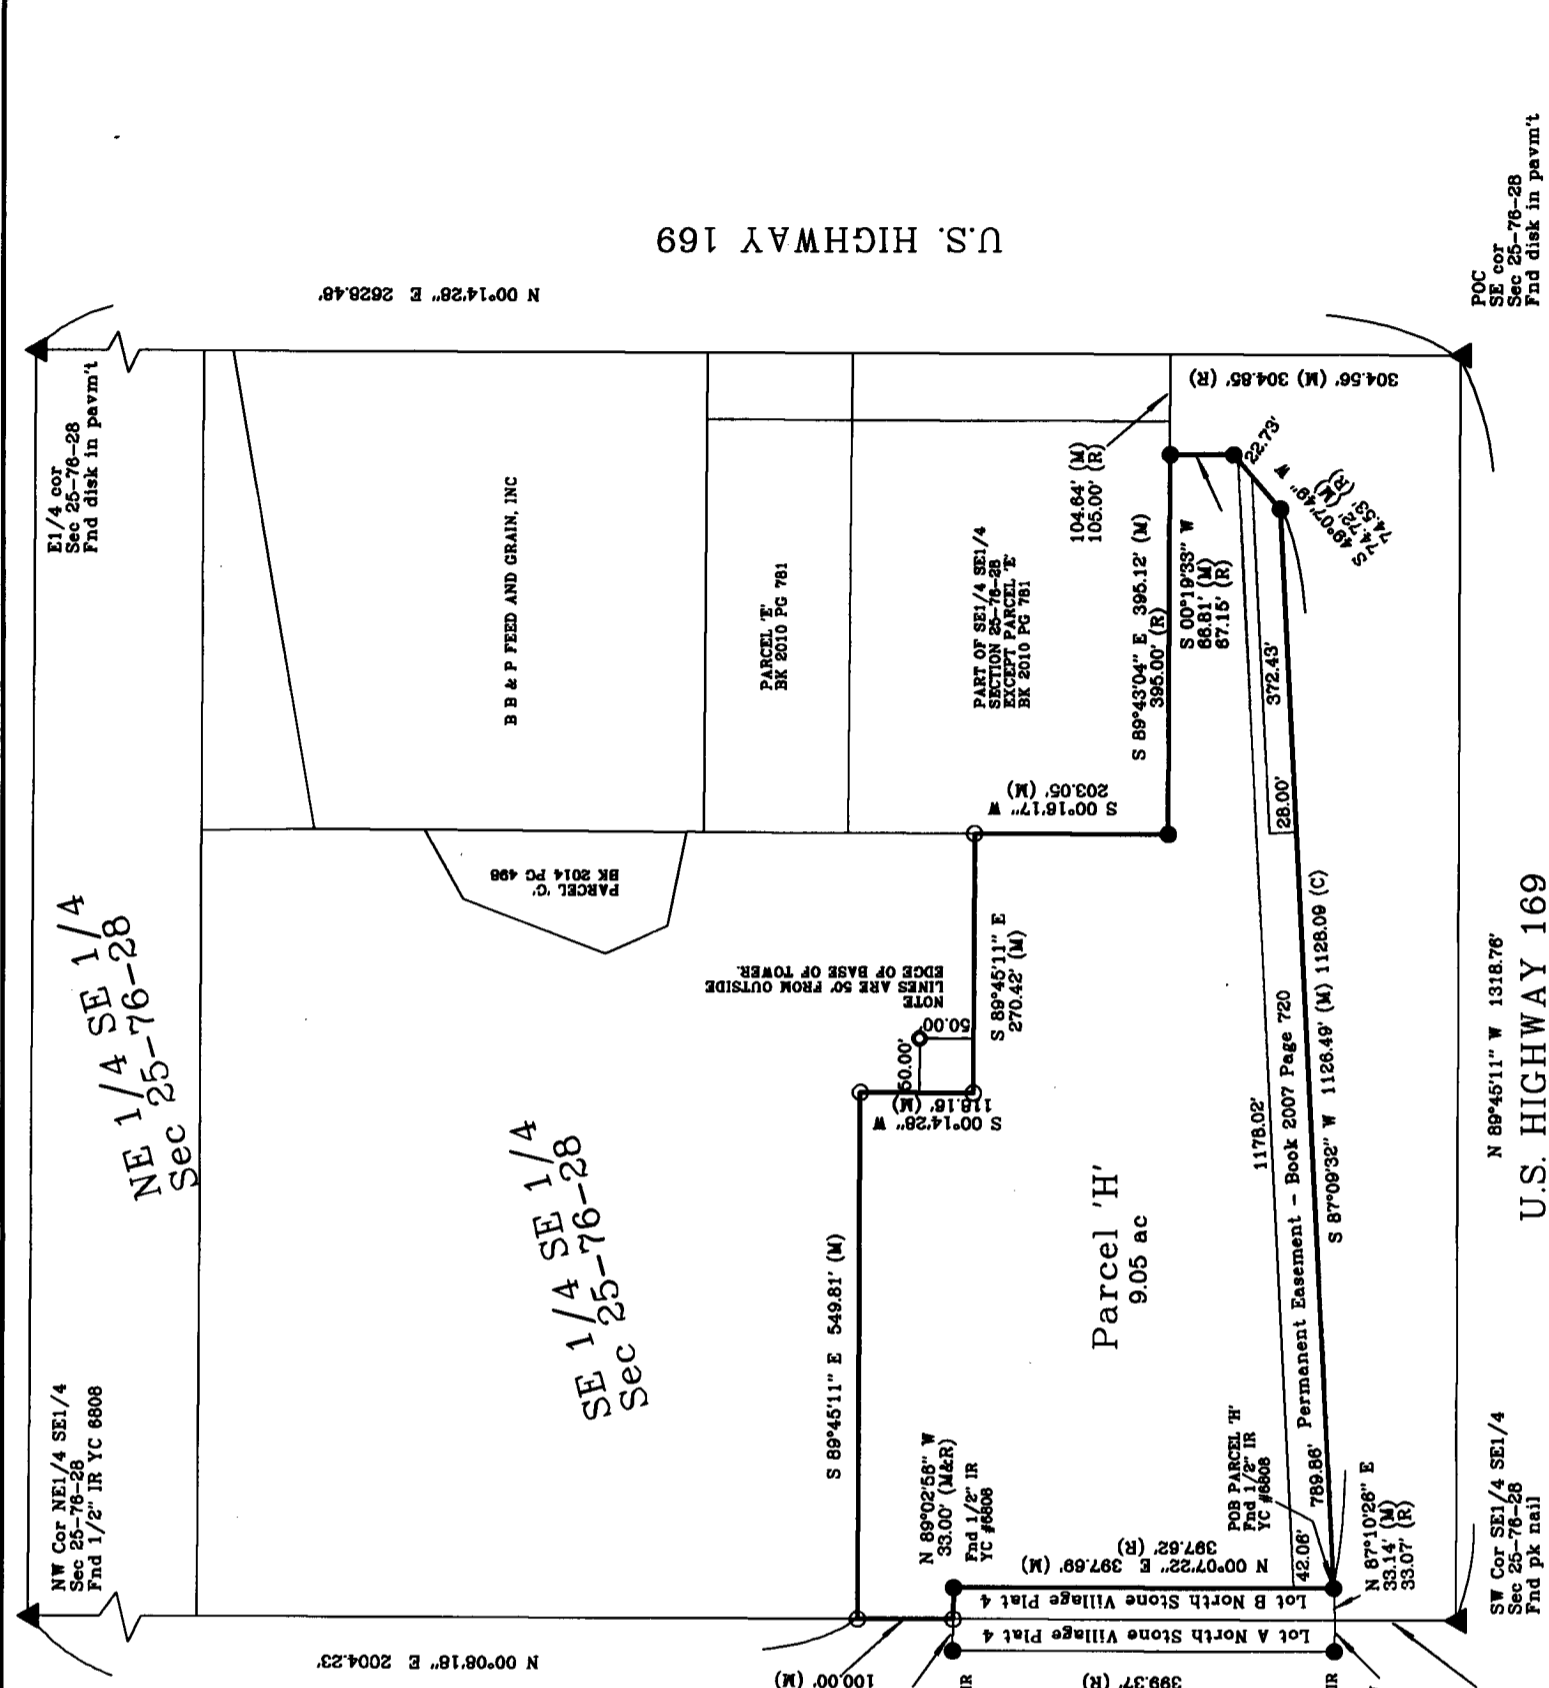 NW Cor NE1/4 SE1/4
Sec 25-76-28
Fnd 1/2" IR YC 6808
E1/4 cor
Sec 25-76-28
Fnd disk in pavm't
NE 1/4 SE 1/4
Sec 25-76-28
N 00°14'28" E 2628.48'
U.S. HIGHWAY 169
N 00°08'18" E 2004.23'
B B & P FEED AND GRAIN, INC
PARCEL 'C'
BK 2014 PG 498
PARCEL 'E'
BK 2010 PG 781
SE 1/4 SE 1/4
Sec 25-76-28
PART OF SE1/4 SE1/4
SECTION 25-76-28
EXCEPT PARCEL 'E'
BK 2010 PG 781
NOTE
LINES ARE 50' FROM OUTSIDE
EDGE OF BASE OF TOWER.
50.00'
50.00'
S 89°45'11" E 549.81' (M)
S 00°14'28" W
118.16' (M)
S 89°45'11" E
270.42' (M)
S 00°16'17" W
203.05' (M)
S 89°43'04" E 395.12' (M)
395.00' (R)
104.64' (M)
105.00' (R)
304.56' (M) 304.85' (R)
S 00°19'33" W
66.81' (M)
67.15' (R)
22.73'
S 49°07'49" W
74.72' (M)
74.53' (R)
372.43'
28.00'
1178.02'
Permanent Easement - Book 2007 Page 720
S 87°09'32" W 1126.49' (M) 1128.09 (C)
789.86'
42.06'
Parcel 'H'
9.05 ac
N 89°02'58" W
33.00' (M&R)
Fnd 1/2" IR
YC #6808
N 00°07'22" E 397.69' (M)
397.62' (R)
POB PARCEL 'H'
Fnd 1/2" IR
YC #6808
N 87°10'26" E
33.14' (M)
33.07' (R)
Lot B North Stone Village Plat 4
Lot A North Stone Village Plat 4
100.00' (M)
IR
399.37' (R)
IR
SW Cor SE1/4 SE1/4
Sec 25-76-28
Fnd pk nail
N 89°45'11" W 1318.76'
U.S. HIGHWAY 169
POC
SE cor
Sec 25-76-28
Fnd disk in pavm't